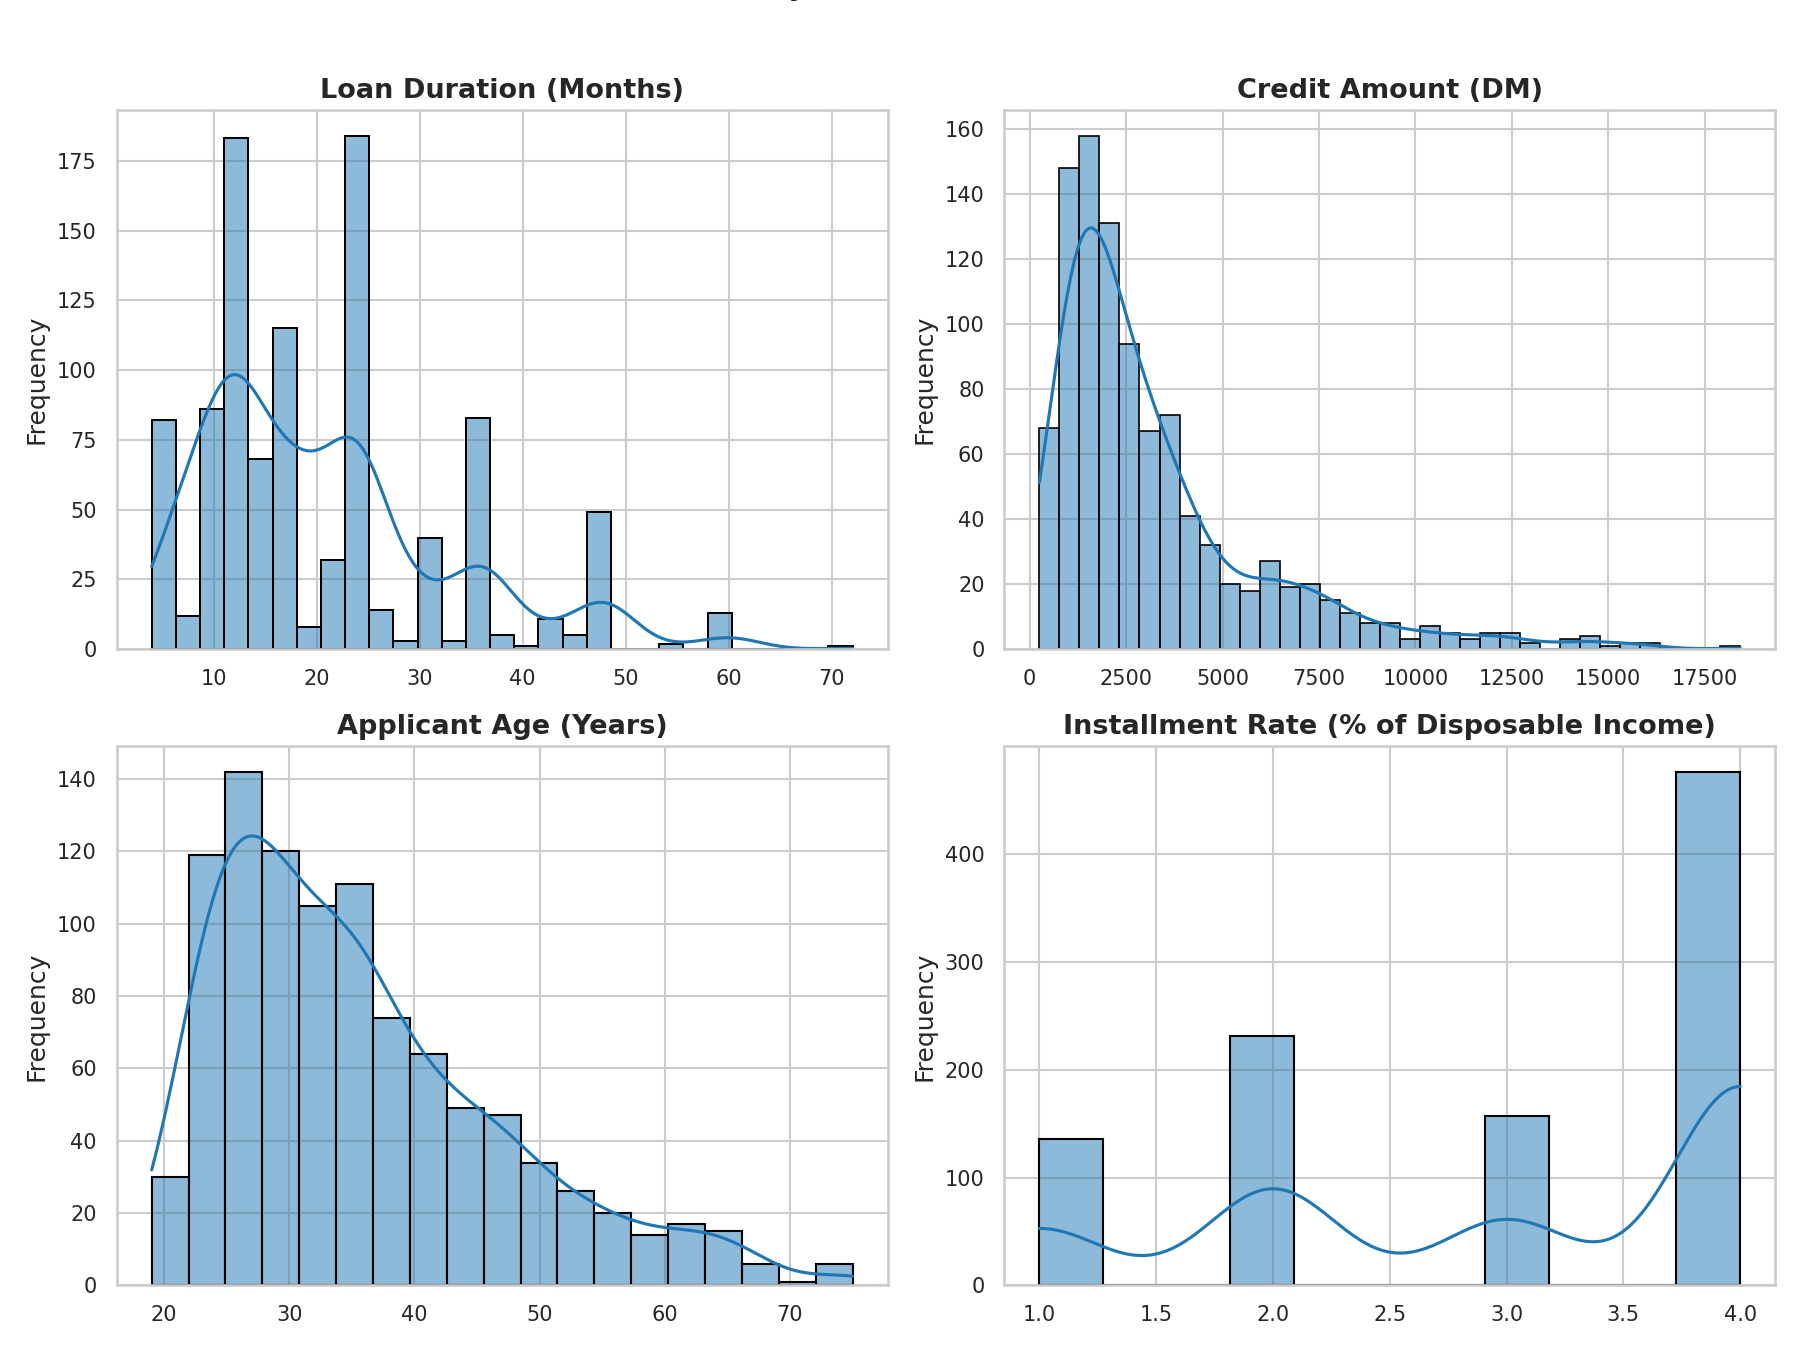 Loan Duration (Months)
Frequency
175
150
125
100
75
50
25
0
10 20 30 40 50 60 70
Credit Amount (DM)
Frequency
160
140
120
100
80
60
40
20
0
0 2500 5000 7500 10000 12500 15000 17500
Applicant Age (Years)
Frequency
140
120
100
80
60
40
20
0
20 30 40 50 60 70
Installment Rate (% of Disposable Income)
Frequency
400
300
200
100
0
1.0 1.5 2.0 2.5 3.0 3.5 4.0